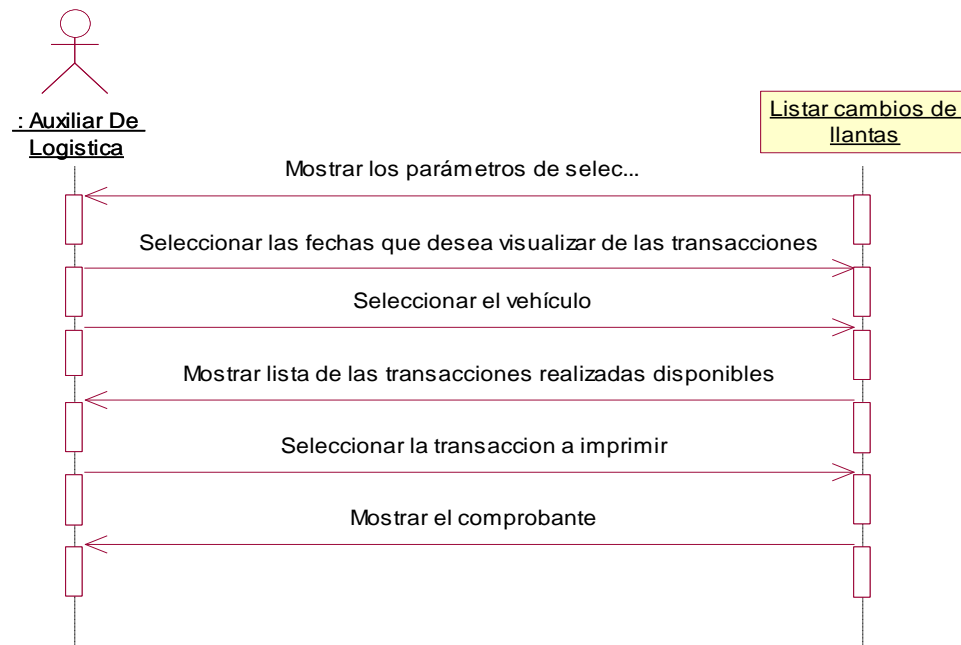 : Auxiliar De
Logistica
Listar cambios de
llantas
Mostrar los parámetros de selec...
Seleccionar las fechas que desea visualizar de las transacciones
Seleccionar el vehículo
Mostrar lista de las transacciones realizadas disponibles
Seleccionar la transaccion a imprimir
Mostrar el comprobante